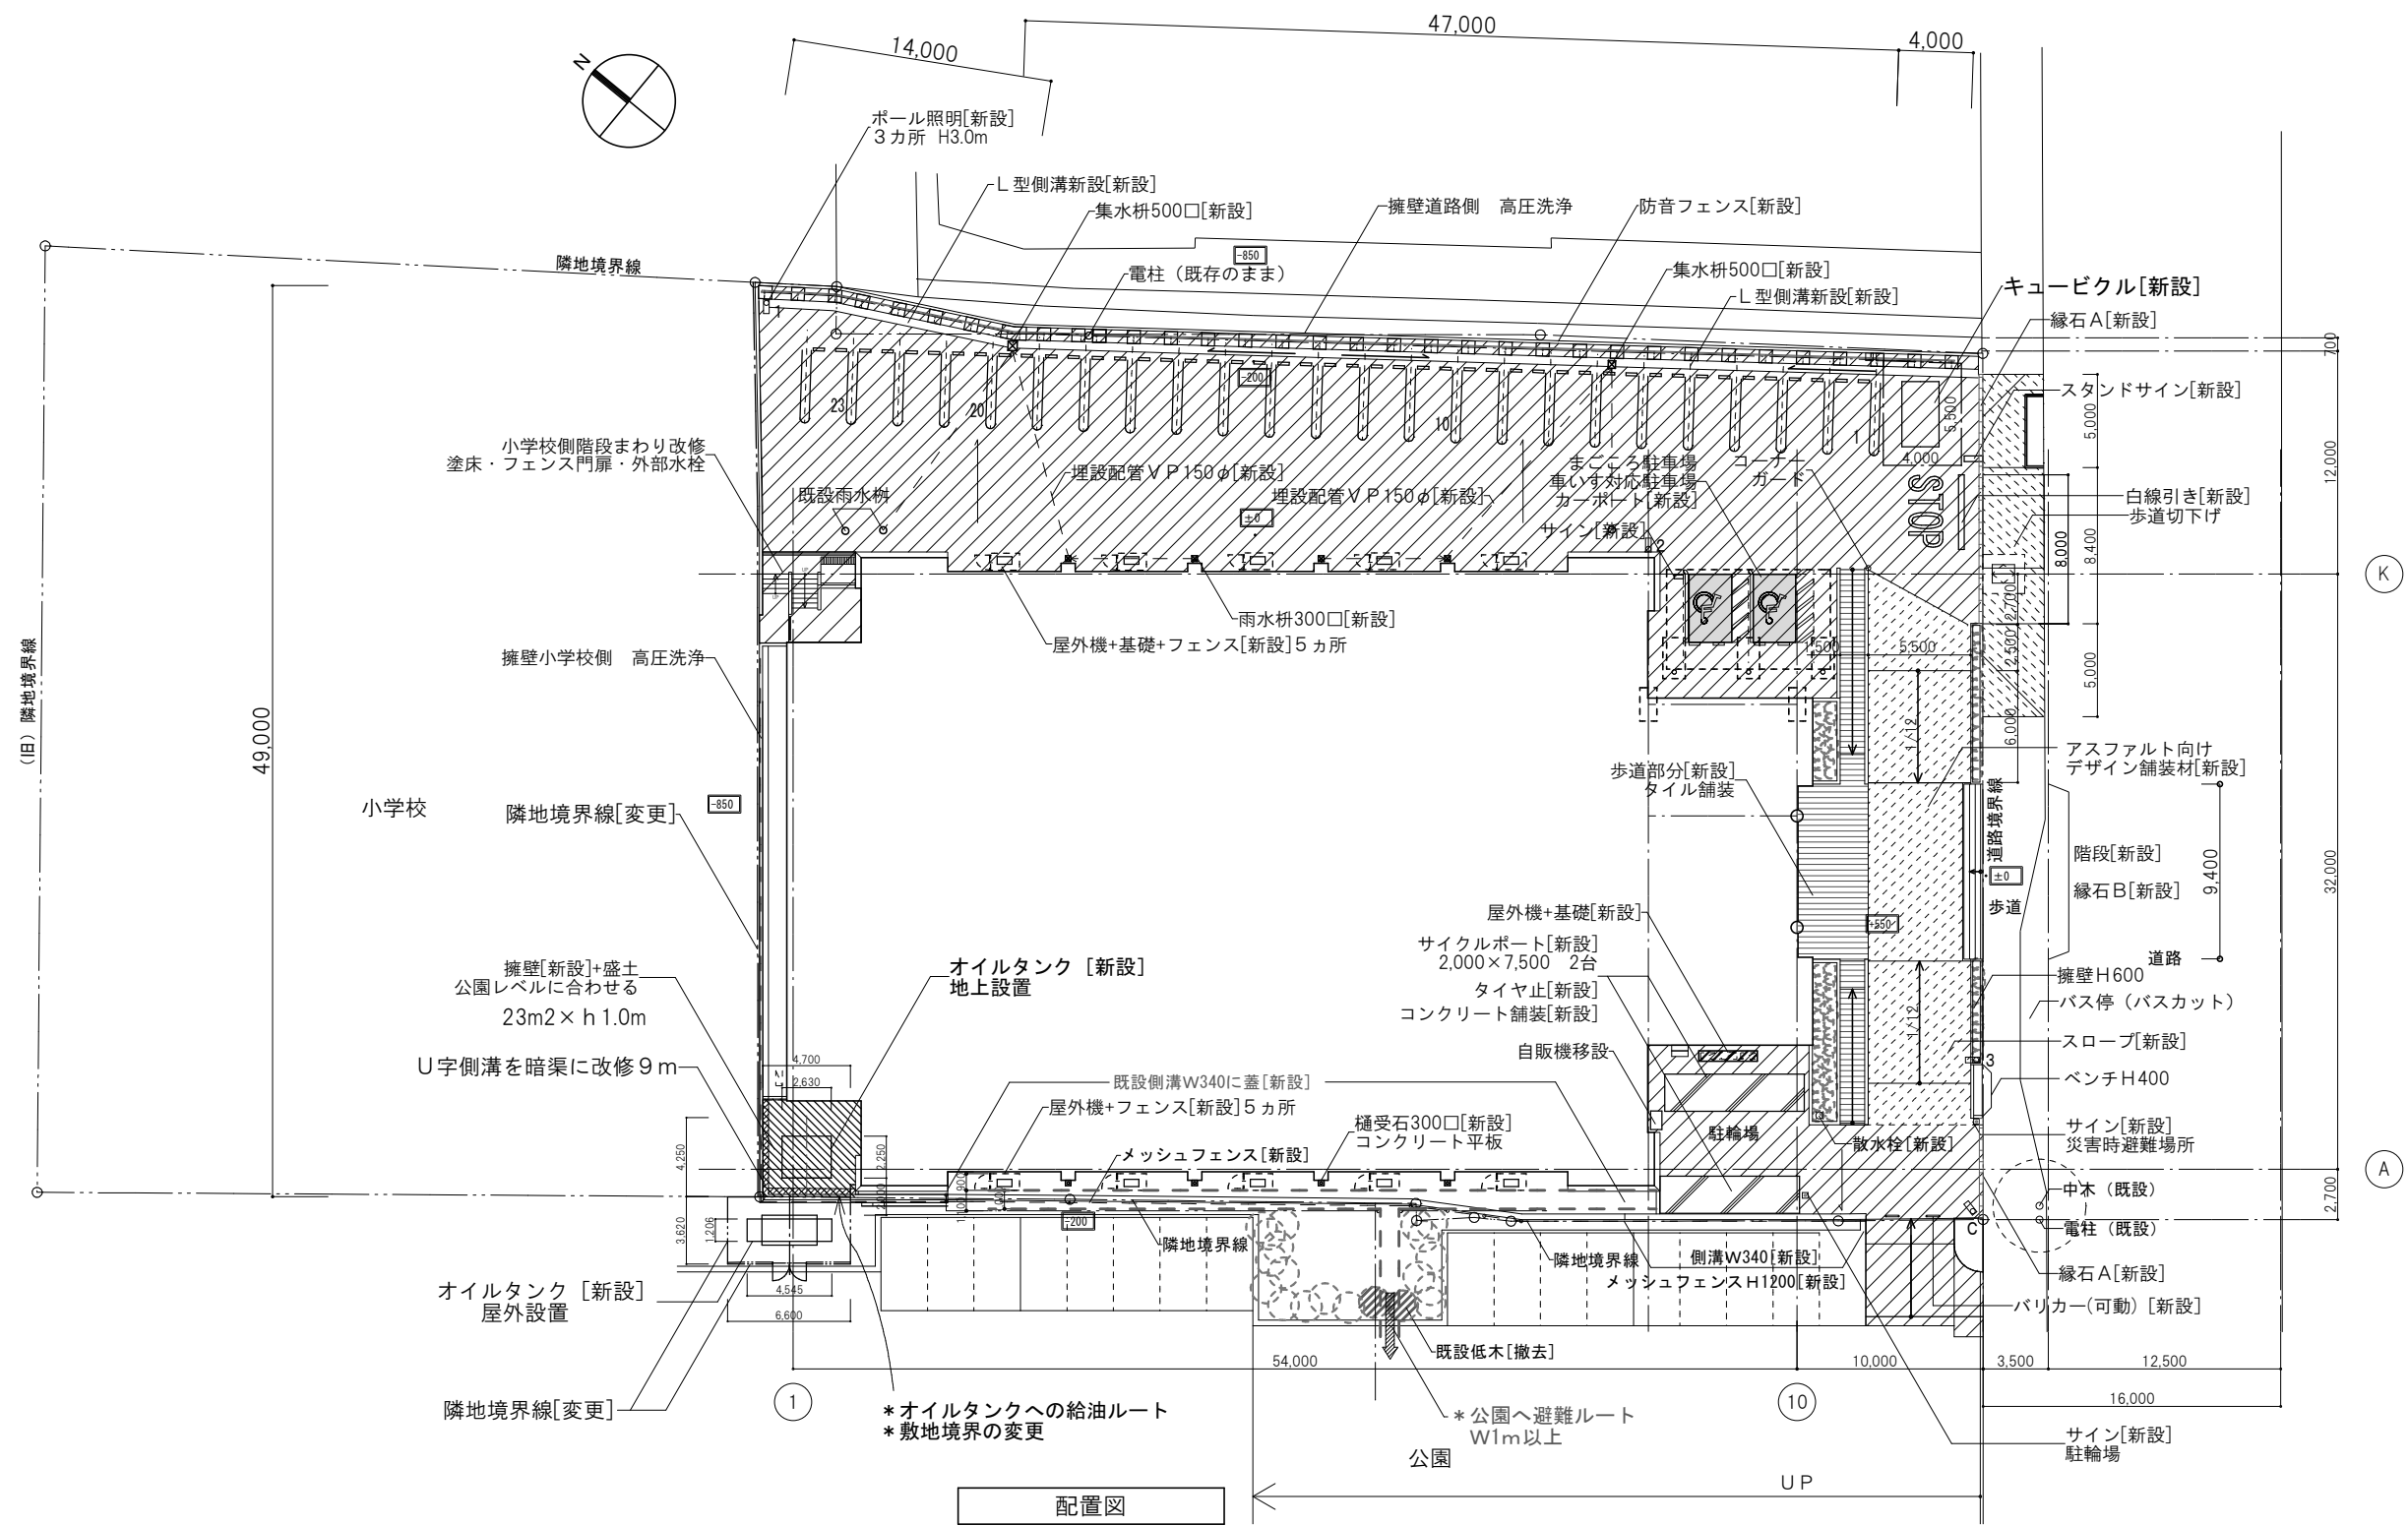 47,000
14,000
4,000
N
ポール照明[新設]
3カ所 H3.0m
L型側溝新設[新設]
集水枡500□[新設]
擁壁道路側 高圧洗浄
防音フェンス[新設]
隣地境界線
-850
電柱（既存のまま）
集水枡500□[新設]
L型側溝新設[新設]
キュービクル[新設]
縁石A[新設]
700
スタンドサイン[新設]
1
-200
23
20
10
1
5,500
5,000
12,000
小学校側階段まわり改修
塗床・フェンス門扉・外部水栓
既設雨水桝
埋設配管VP150φ[新設]
埋設配管VP150φ[新設]
まごころ駐車場
車いす対応駐車場
カーポート[新設]
コーナー
ガード
4,000
STOP
白線引き[新設]
歩道切下げ
±0
サイン[新設]
2
8,000
8,400
K
2,700
雨水枡300□[新設]
屋外機+基礎+フェンス[新設]5ヵ所
擁壁小学校側 高圧洗浄
5,500
2,500
5,000
（旧）隣地境界線
49,000
小学校
-850
隣地境界線[変更]
1/12
6,000
歩道部分[新設]
タイル舗装
アスファルト向け
デザイン舗装材[新設]
道路境界線
階段[新設]
縁石B[新設]
9,400
32,000
±0
歩道
+550
道路
屋外機+基礎[新設]
サイクルポート[新設]
2,000×7,500 2台
タイヤ止[新設]
コンクリート舗装[新設]
自販機移設
擁壁[新設]+盛土
公園レベルに合わせる
23m2×h1.0m
オイルタンク [新設]
地上設置
U字側溝を暗渠に改修9m
擁壁H600
バス停（バスカット）
1/12
スロープ[新設]
3
ベンチH400
4,700
2,630
既設側溝W340に蓋[新設]
屋外機+フェンス[新設]5ヵ所
樋受石300□[新設]
コンクリート平板
メッシュフェンス[新設]
駐輪場
散水栓[新設]
サイン[新設]
災害時避難場所
4,250
2,250
2,000
900
1,100
A
中木（既設）
電柱（既設）
2,700
C
3,620
1,206
-200
隣地境界線
隣地境界線
側溝W340[新設]
メッシュフェンスH1200[新設]
縁石A[新設]
バリカー(可動) [新設]
オイルタンク [新設]
屋外設置
4,545
6,600
既設低木[撤去]
54,000
10,000
3,500
12,500
16,000
隣地境界線[変更]
1
10
＊オイルタンクへの給油ルート
＊敷地境界の変更
＊公園へ避難ルート
W1m以上
公園
サイン[新設]
駐輪場
UP
配置図